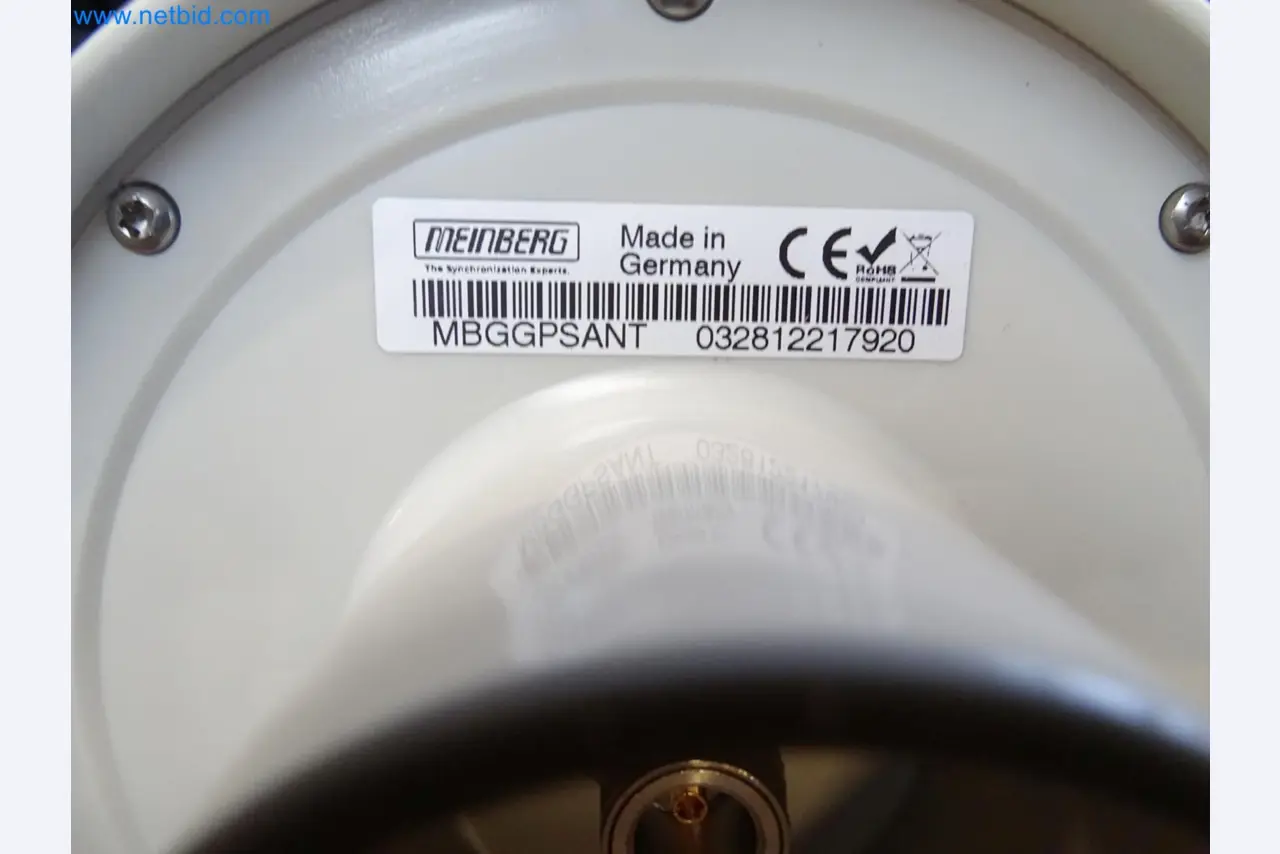 www.netbid.com
MEINBERG
The Synchronization Experts.
Made in
Germany
CE
RoHS
COMPLIANT
MBGGPSANT 032812217920